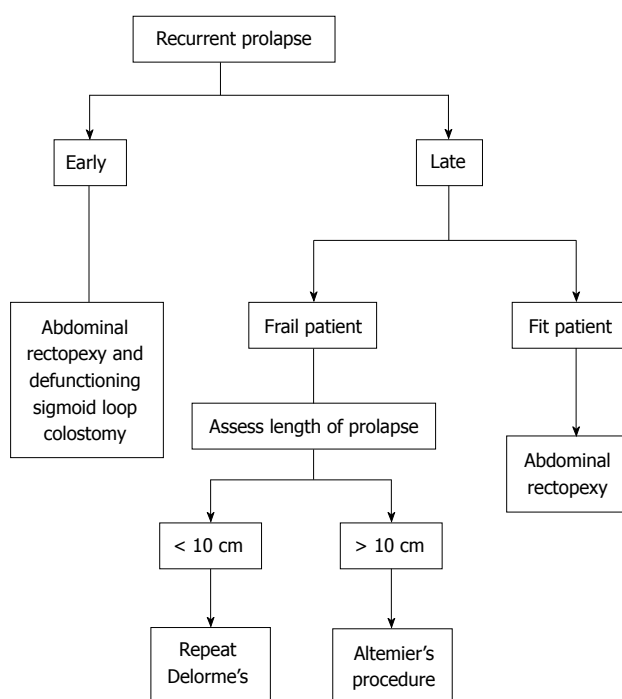 Recurrent prolapse
Early
Late
Abdominal
rectopexy and
defunctioning
sigmoid loop
colostomy
Frail patient
Fit patient
Assess length of prolapse
Abdominal
rectopexy
< 10 cm
> 10 cm
Repeat
Delorme's
Altemier's
procedure